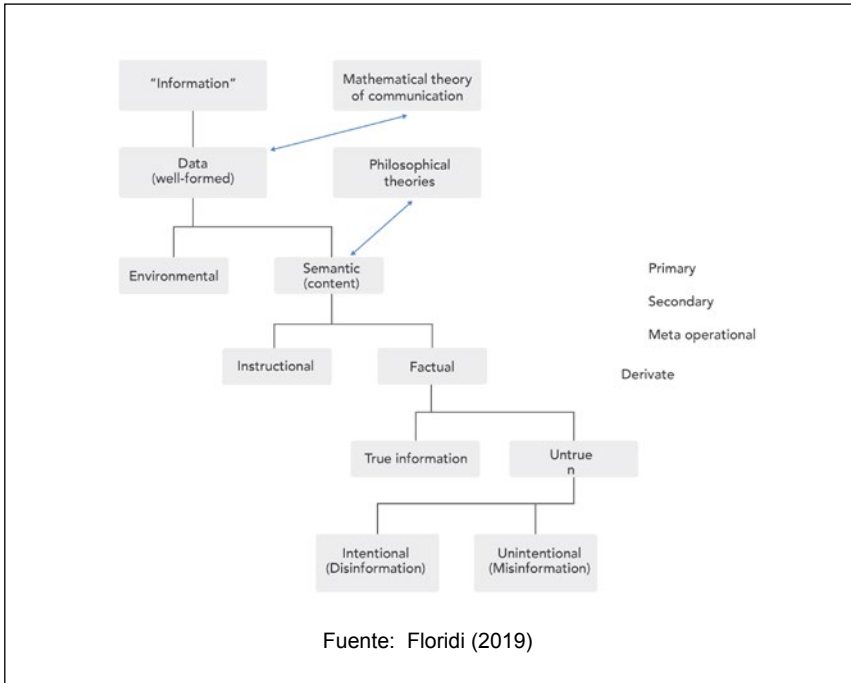 "Information"
Mathematical theory
of communication
Data
(well-formed)
Philosophical
theories
Environmental
Semantic
(content)
Primary
Secondary
Meta operational
Instructional
Factual
Derivate
True information
Untrue
n
Intentional
(Disinformation)
Unintentional
(Misinformation)
Fuente: Floridi (2019)